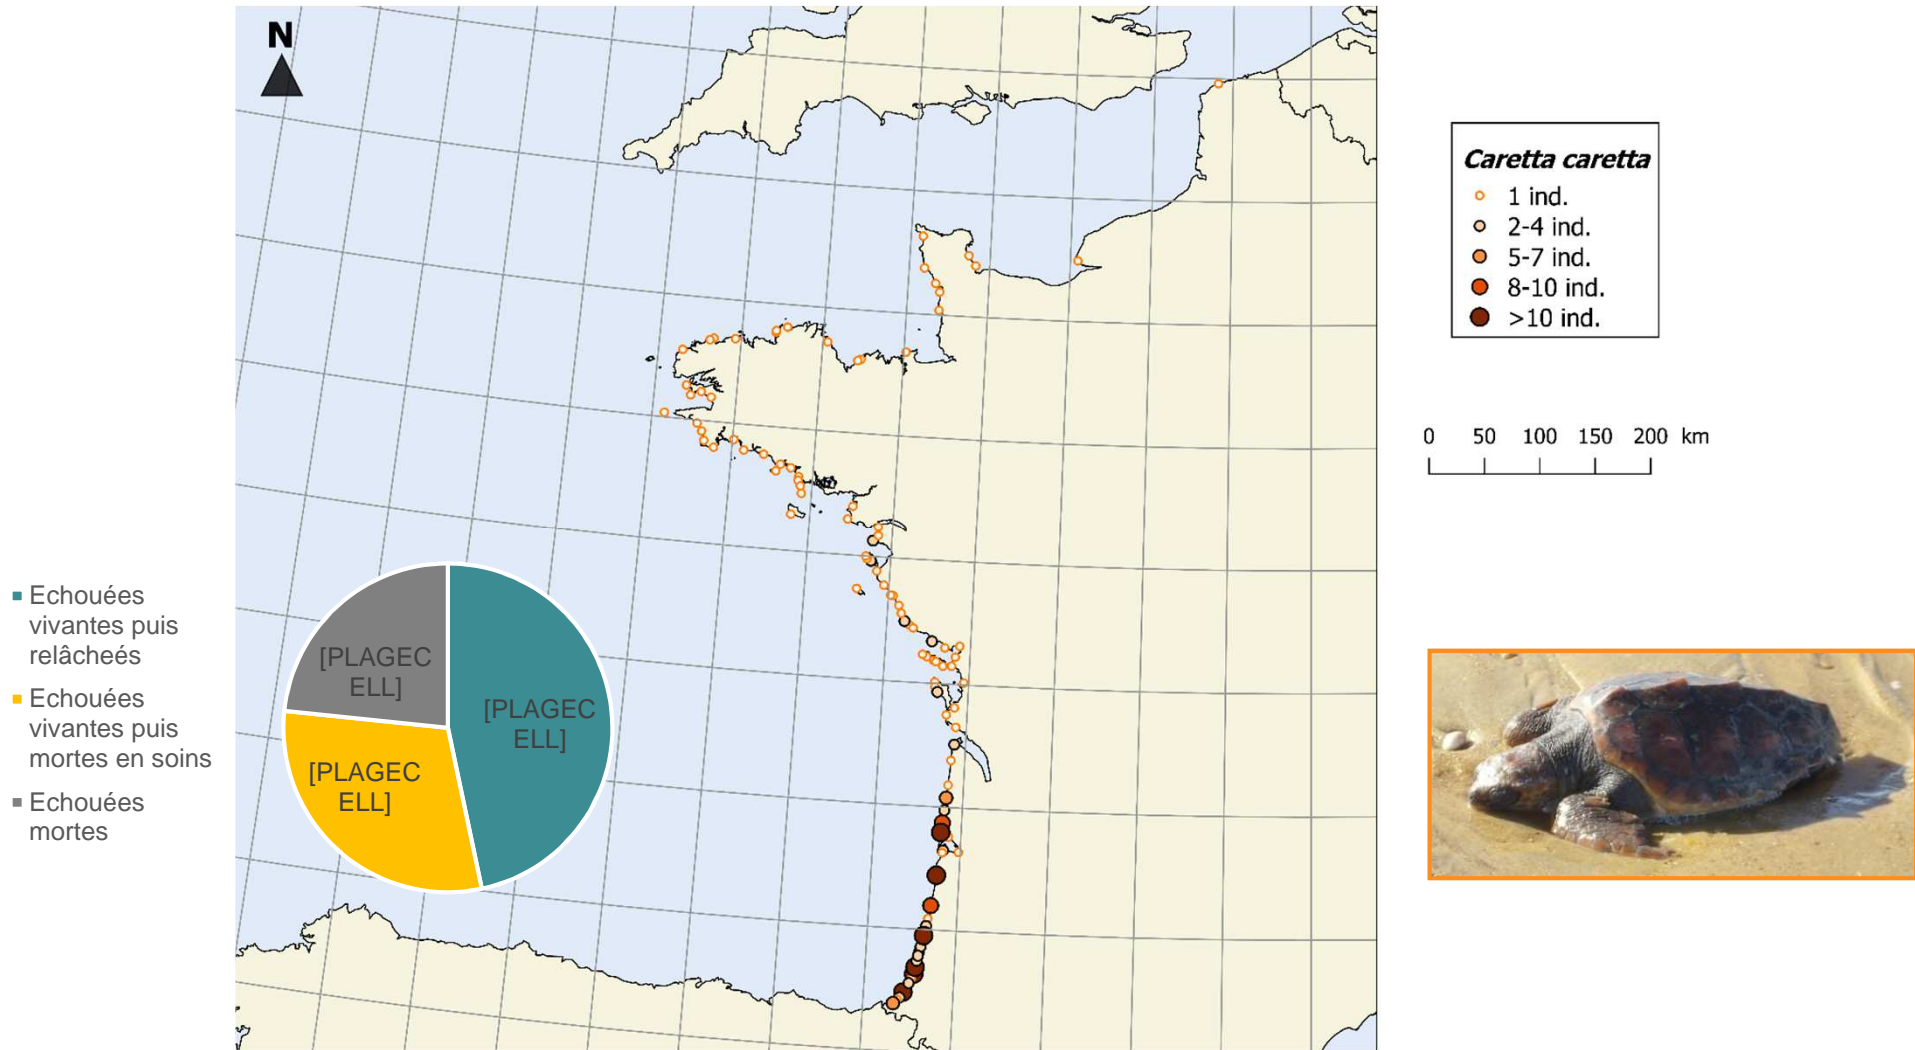 N
Caretta caretta
1 ind.
2-4 ind.
5-7 ind.
8-10 ind.
>10 ind.
0 50 100 150 200 km
Echouées
vivantes puis
relâcheés
Echouées
vivantes puis
mortes en soins
Echouées
mortes
[PLAGEC
ELL]
[PLAGEC
ELL]
[PLAGEC
ELL]